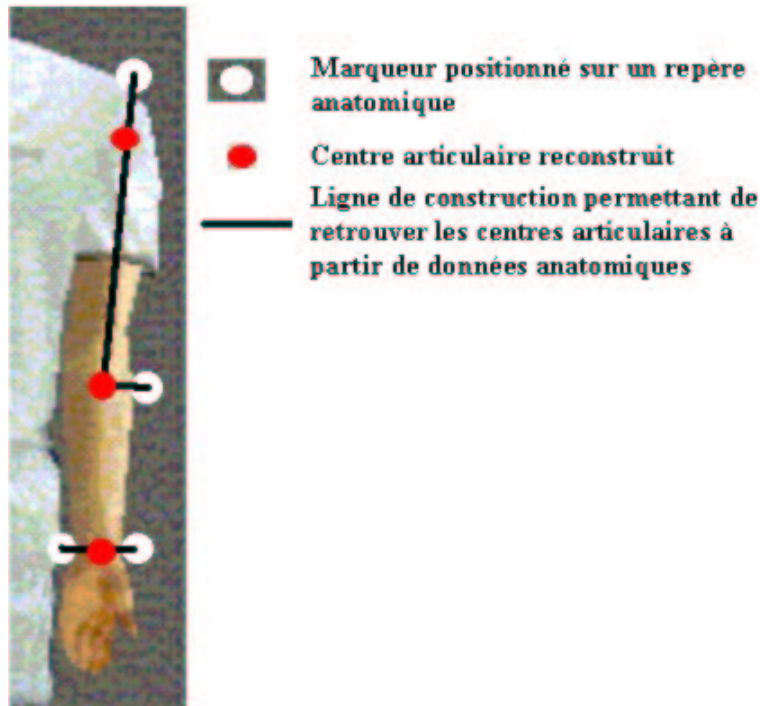 Marqueur positionné sur un repère
anatomique
Centre articulaire reconstruit
Ligne de construction permettant de
retrouver les centres articulaires à
partir de données anatomiques